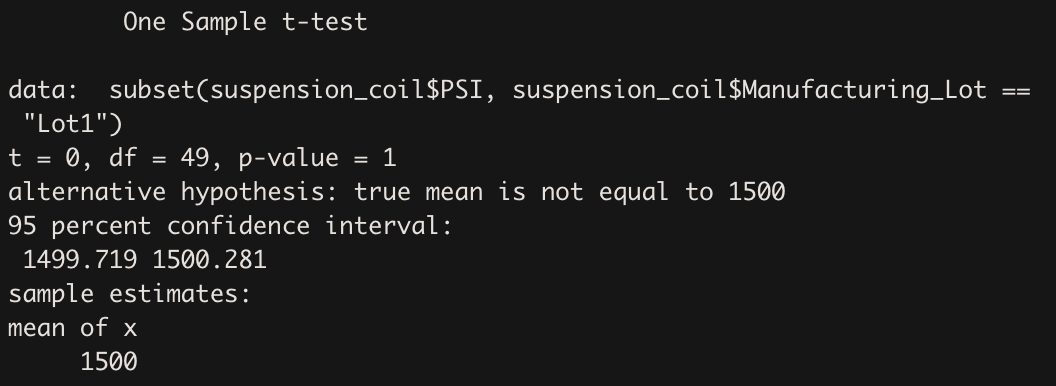 One Sample t-test
data:  subset(suspension_coil$PSI, suspension_coil$Manufacturing_Lot ==
"Lot1")
t = 0, df = 49, p-value = 1
alternative hypothesis: true mean is not equal to 1500
95 percent confidence interval:
1499.719 1500.281
sample estimates:
mean of x
1500